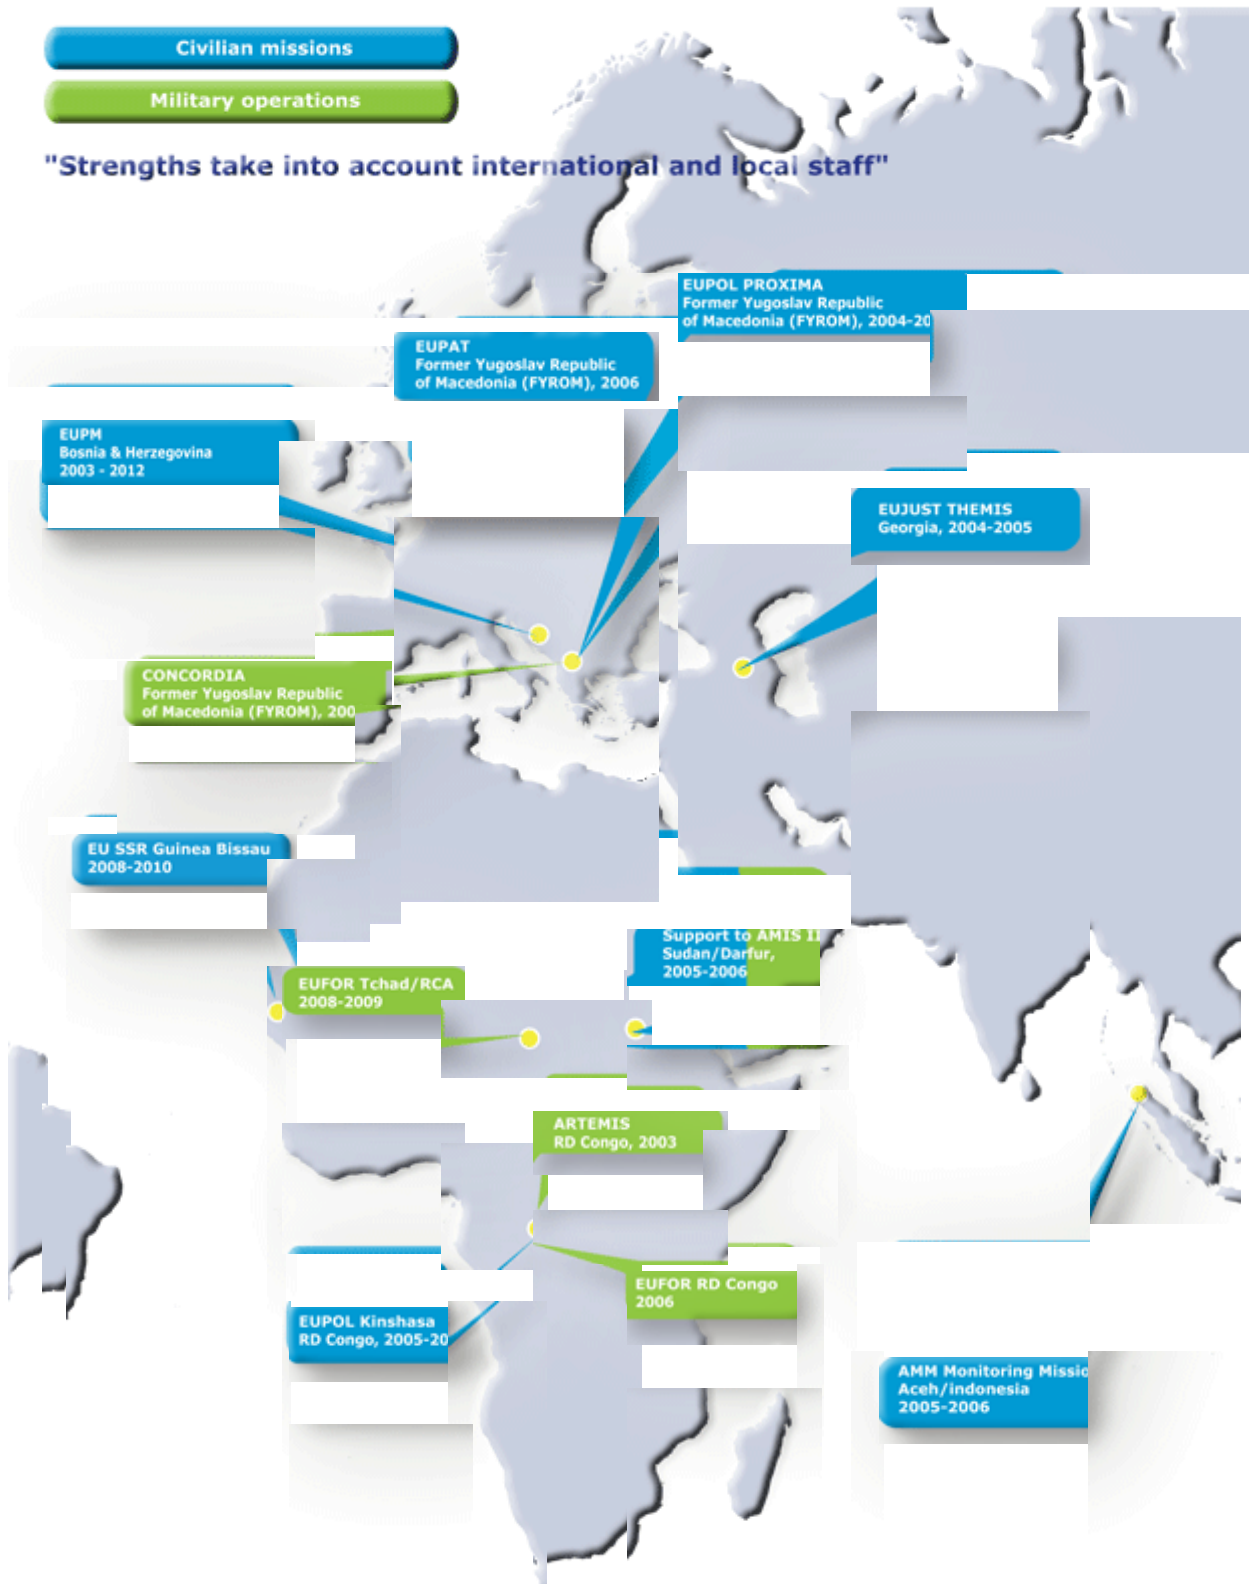 Civilian missions
Military operations
"Strengths take into account international and local staff"
EUPOL PROXIMA
Former Yugoslav Republic
of Macedonia (FYROM), 2004-20
EUPAT
Former Yugoslav Republic
of Macedonia (FYROM), 2006
EUPM
Bosnia & Herzegovina
2003 - 2012
EUJUST THEMIS
Georgia, 2004-2005
CONCORDIA
Former Yugoslav Republic
of Macedonia (FYROM), 200
EU SSR Guinea Bissau
2008-2010
Support to AMIS II
Sudan/Darfur,
2005-2006
EUFOR Tchad/RCA
2008-2009
ARTEMIS
RD Congo, 2003
EUFOR RD Congo
2006
EUPOL Kinshasa
RD Congo, 2005-20
AMM Monitoring Missio
Aceh/indonesia
2005-2006